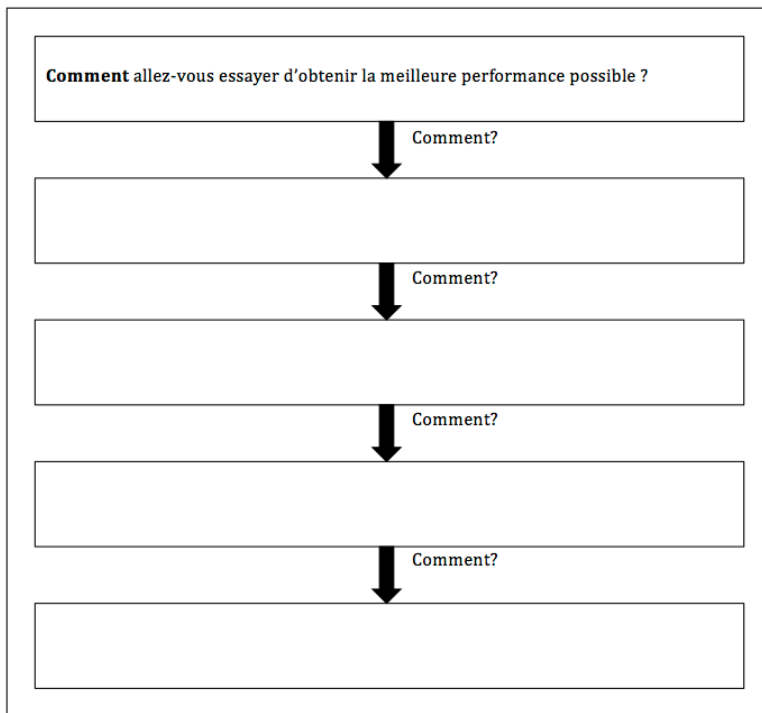 Comment allez-vous essayer d'obtenir la meilleure performance possible ?
Comment?
Comment?
Comment?
Comment?